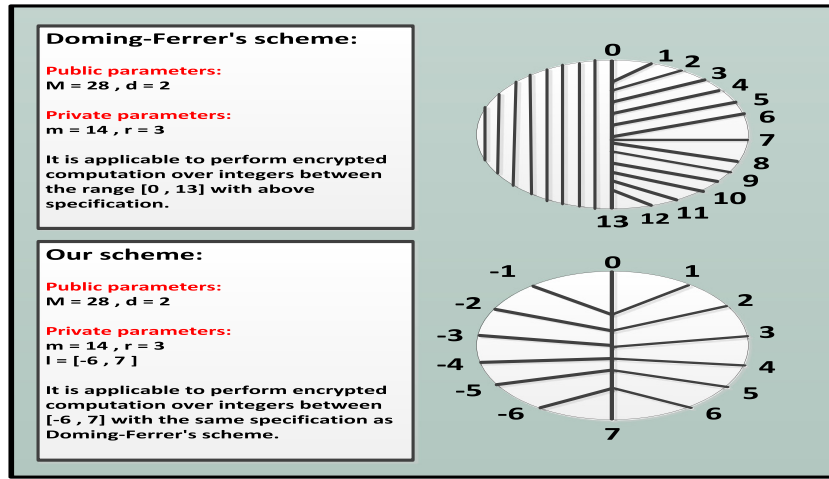 Doming-Ferrer's scheme:
Public parameters:
M = 28 , d = 2
Private parameters:
m = 14 , r = 3
It is applicable to perform encrypted
computation over integers between
the range [0 , 13] with above
specification.
0
1
2
3
4
5
6
7
8
9
10
11
12
13
Our scheme:
Public parameters:
M = 28 , d = 2
Private parameters:
m = 14 , r = 3
I = [-6 , 7 ]
It is applicable to perform encrypted
computation over integers between
[-6 , 7] with the same specification as
Doming-Ferrer's scheme.
0
-1
1
-2
2
-3
3
-4
4
-5
5
-6
6
7